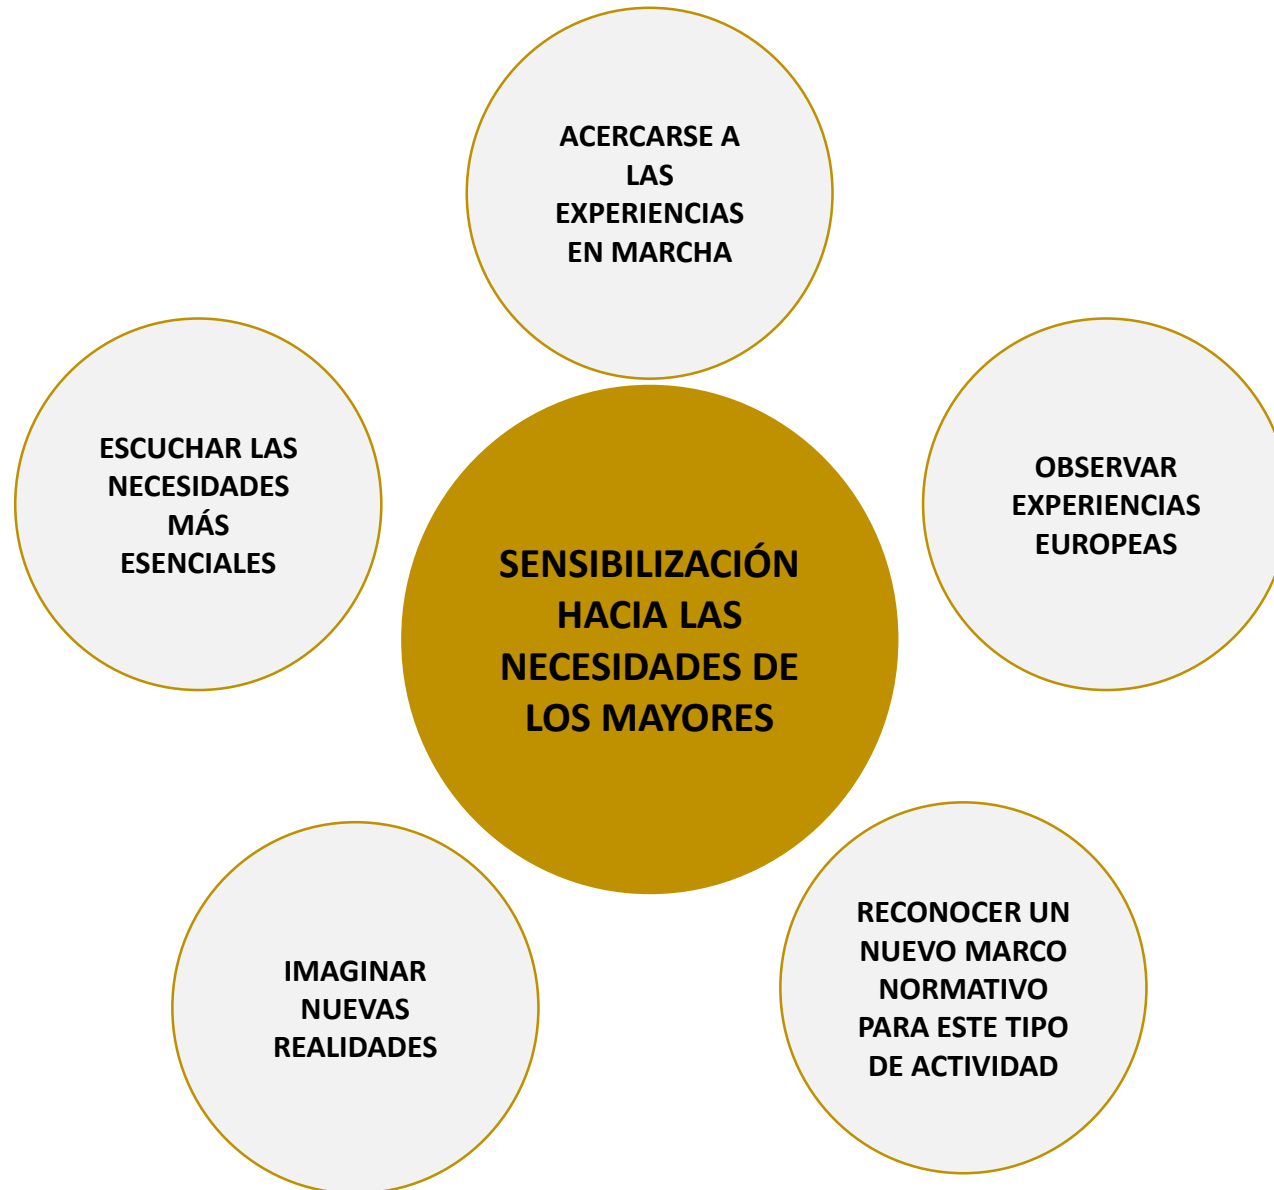 ACERCARSE A
LAS
EXPERIENCIAS
EN MARCHA
ESCUCHAR LAS
NECESIDADES
MÁS
ESENCIALES
OBSERVAR
EXPERIENCIAS
EUROPEAS
SENSIBILIZACIÓN
HACIA LAS
NECESIDADES DE
LOS MAYORES
IMAGINAR
NUEVAS
REALIDADES
RECONOCER UN
NUEVO MARCO
NORMATIVO
PARA ESTE TIPO
DE ACTIVIDAD